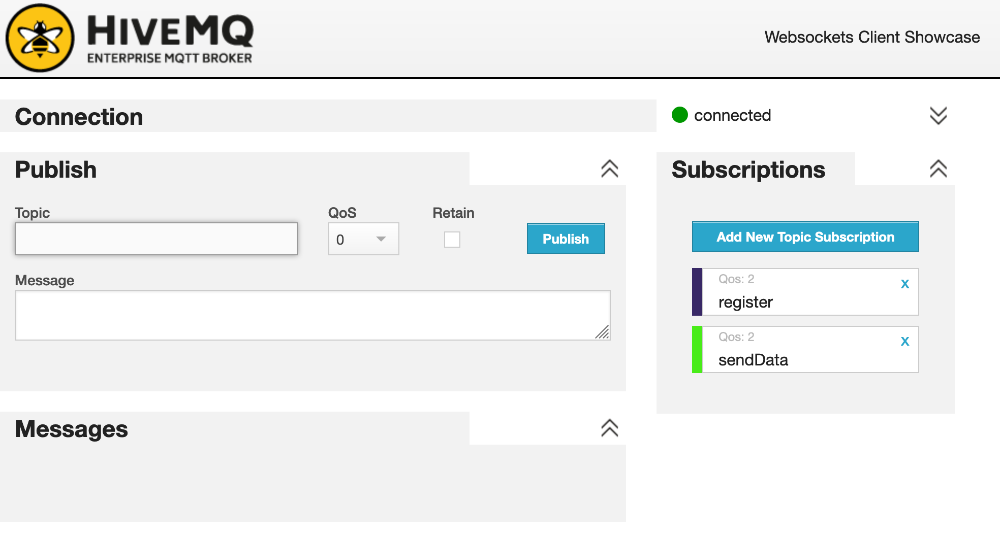 HIVEMQ
ENTERPRISE MQTT BROKER
Websockets Client Showcase
Connection
connected
Publish
Topic
QoS
Retain
0
Publish
Message
Subscriptions
Add New Topic Subscription
Qos: 2
x
register
Qos: 2
x
sendData
Messages